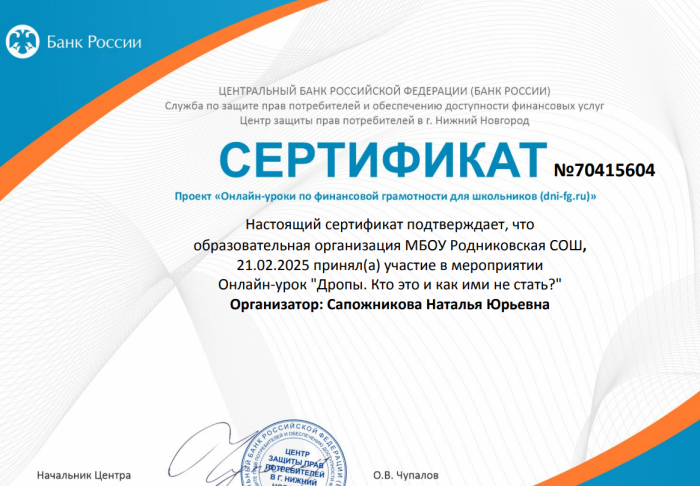 Банк России
ЦЕНТРАЛЬНЫЙ БАНК РОССИЙСКОЙ ФЕДЕРАЦИИ (БАНК РОССИИ)
Служба по защите прав потребителей и обеспечению доступности финансовых услуг
Центр защиты прав потребителей в г. Нижний Новгород
СЕРТИФИКАТ №70415604
Проект «Онлайн-уроки по финансовой грамотности для школьников (dni-fg.ru)»
Настоящий сертификат подтверждает, что
образовательная организация МБОУ Родниковская СОШ,
21.02.2025 принял(а) участие в мероприятии
Онлайн-урок "Дропы. Кто это и как ими не стать?"
Организатор: Сапожникова Наталья Юрьевна
ЦЕНТР
ЗАЩИТЫ ПРАВ
ПОТРЕБИТЕЛЕЙ
В Г. НИЖНИЙ
Начальник Центра
О.В. Чупалов